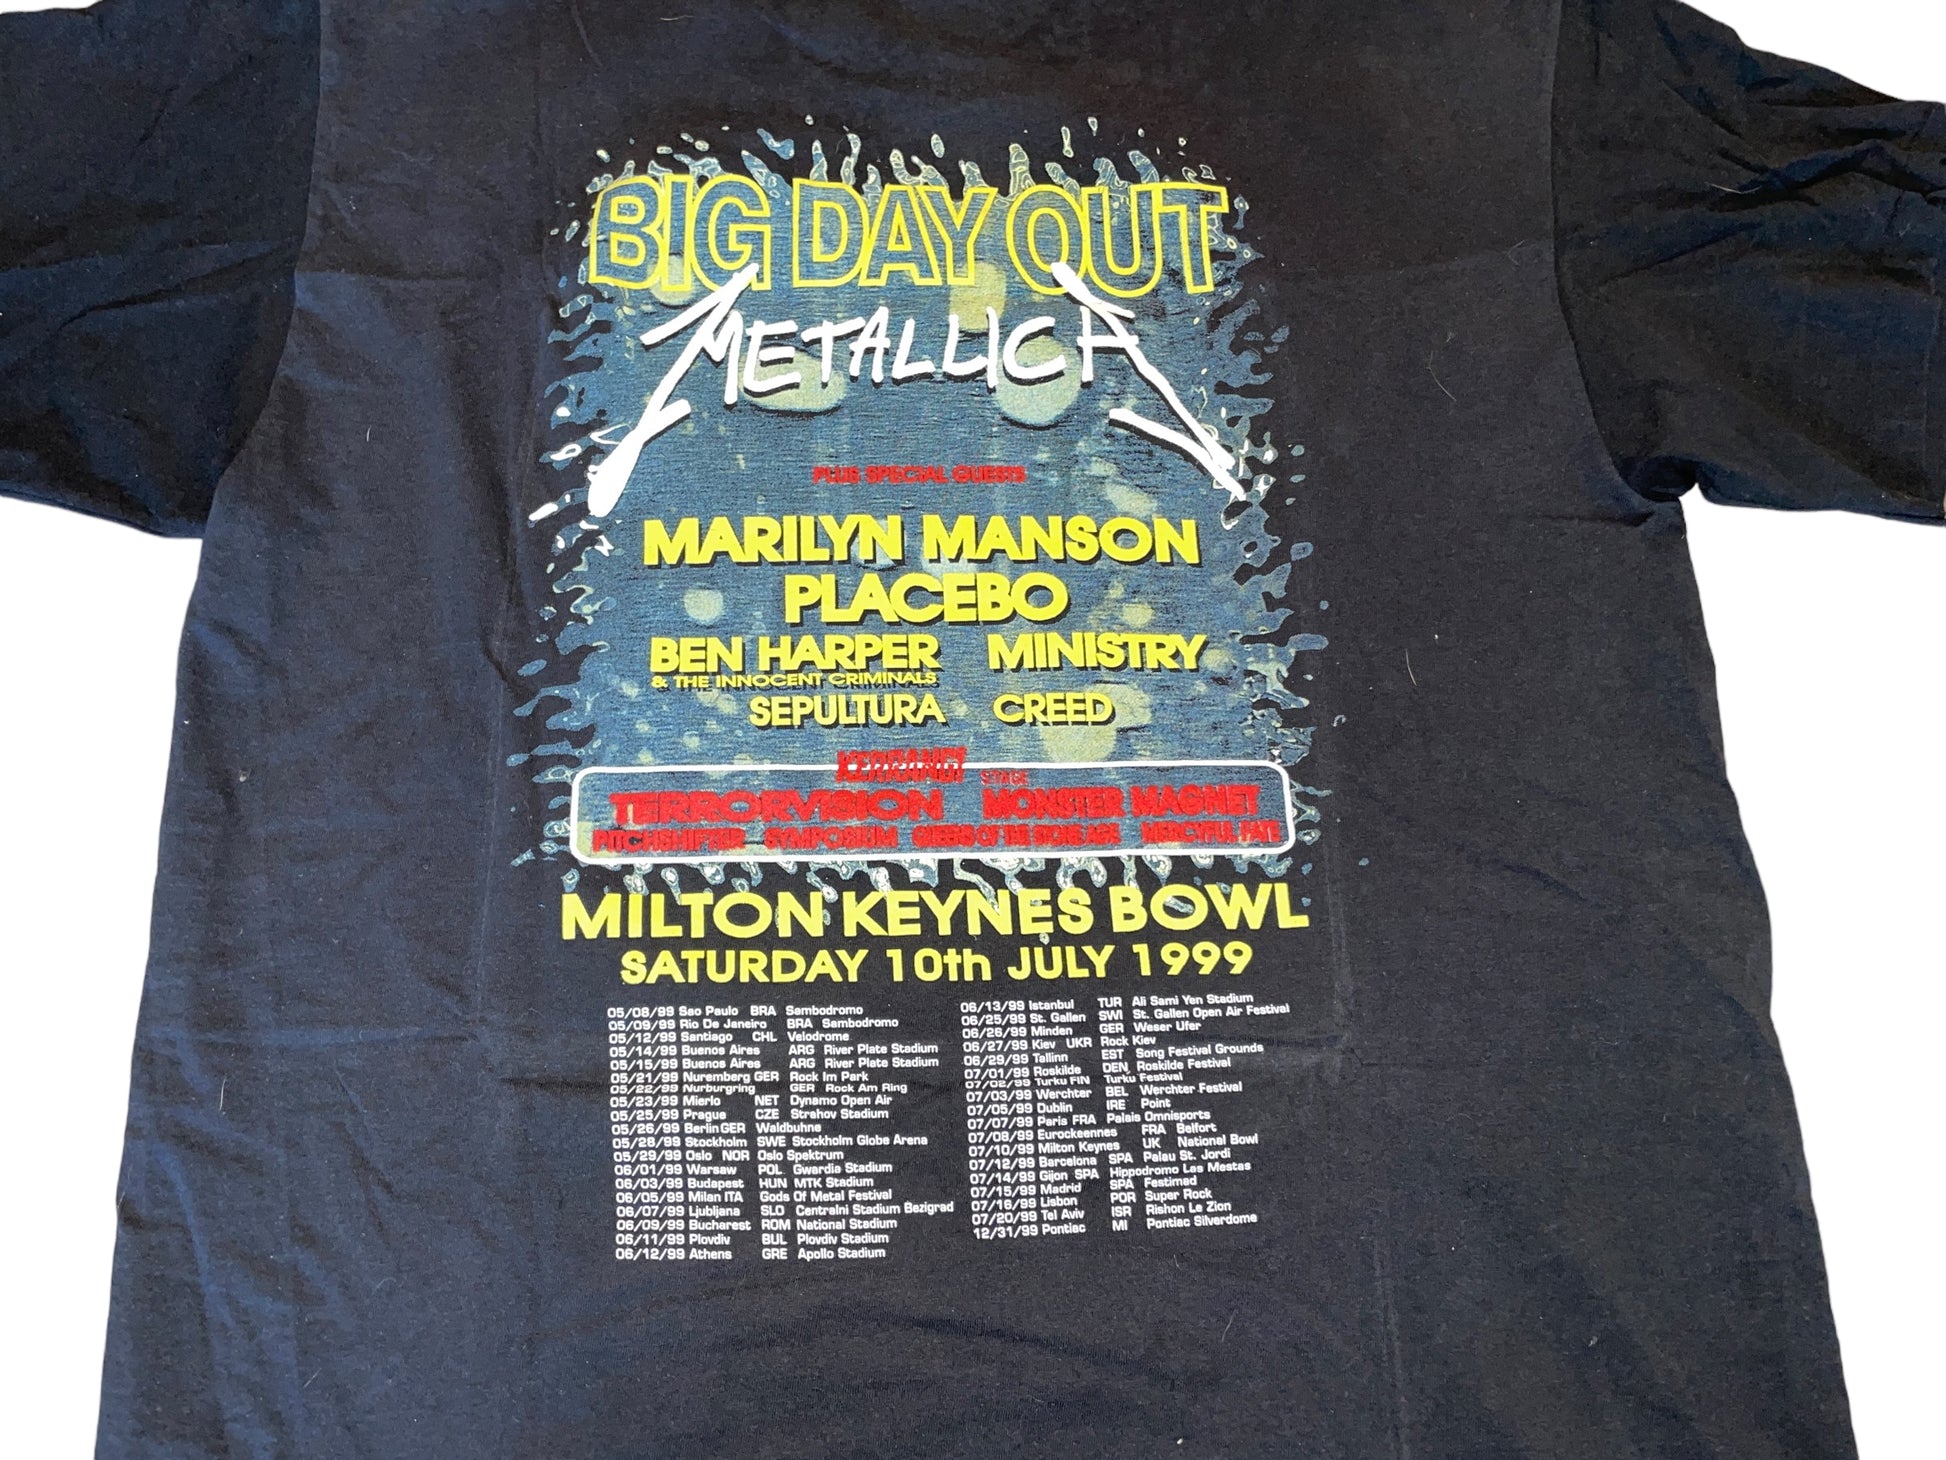 BIG DAY OUT
METALLICA
PLUS SPECIAL GUESTS
MARILYN MANSON
PLACEBO
BEN HARPER MINISTRY
& THE INNOCENT CRIMINALS
SEPULTURA CREED
KERRANG! STAGE
TERRORVISION MONSTER MAGNET
PITCHSHIFTER SYMPOSIUM QUEENS OF THE STONE AGE MERCYFUL FATE
MILTON KEYNES BOWL
SATURDAY 10th JULY 1999
05/08/99 Sao Paulo BRA Sambodromo
05/09/99 Rio De Janeiro BRA Sambodromo
05/12/99 Santiago CHL Velodrome
05/14/99 Buenos Aires ARG River Plate Stadium
05/15/99 Buenos Aires ARG River Plate Stadium
05/21/99 Nuremberg GER Rock Im Park
05/22/99 Nurburgring GER Rock Am Ring
05/23/99 Mierlo NET Dynamo Open Air
05/25/99 Prague CZE Strahov Stadium
05/26/99 Berlin GER Waldbuhne
05/28/99 Stockholm SWE Stockholm Globe Arena
05/29/99 Oslo NOR Oslo Spektrum
06/01/99 Warsaw POL Gwardia Stadium
06/03/99 Budapest HUN MTK Stadium
06/05/99 Milan ITA Gods Of Metal Festival
06/07/99 Ljubljana SLO Centralni Stadium Bezigrad
06/09/99 Bucharest ROM National Stadium
06/11/99 Plovdiv BUL Plovdiv Stadium
06/12/99 Athens GRE Apollo Stadium
06/13/99 Istanbul TUR Ali Sami Yen Stadium
06/25/99 St. Gallen SWI St. Gallen Open Air Festival
06/26/99 Minden GER Weser Ufer
06/27/99 Kiev UKR Rock Kiev
06/29/99 Tallinn EST Song Festival Grounds
07/01/99 Roskilde DEN Roskilde Festival
07/02/99 Turku FIN Turku Festival
07/03/99 Werchter BEL Werchter Festival
07/05/99 Dublin IRE Point
07/07/99 Paris FRA Palais Omnisports
07/08/99 Eurockeennes FRA Belfort
07/10/99 Milton Keynes UK National Bowl
07/12/99 Barcelona SPA Palau St. Jordi
07/14/99 Gijon SPA Hippodromo Las Mestas
07/15/99 Madrid SPA Festimad
07/16/99 Lisbon POR Super Rock
07/20/99 Tel Aviv ISR Rishon Le Zion
12/31/99 Pontiac MI Pontiac Silverdome